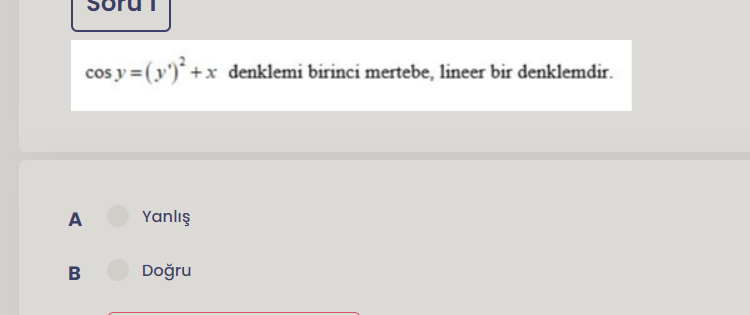 Soru 1
cos y = (y')² + x denklemi birinci mertebe, lineer bir denklemdir.
A Yanlış
B Doğru